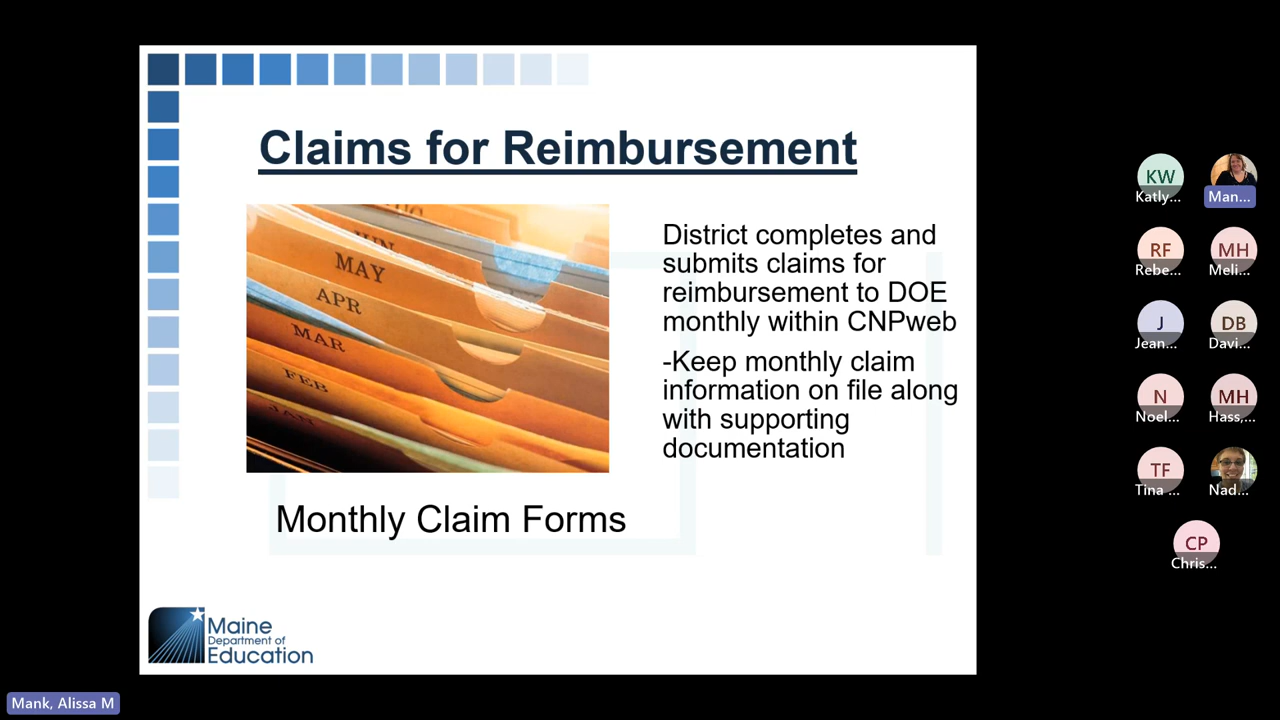 Claims for Reimbursement
JUN
MAY
APR
MAR
FEB
JAN
District completes and
submits claims for
reimbursement to DOE
monthly within CNPweb
-Keep monthly claim
information on file along
with supporting
documentation
Monthly Claim Forms
Maine
Department of
Education
KW
Katly...
Man...
RF
Rebe...
MH
Meli...
J
Jean...
DB
Davi...
N
Noel...
MH
Hass,...
TF
Tina ...
Nad...
CP
Chris...
Mank, Alissa M